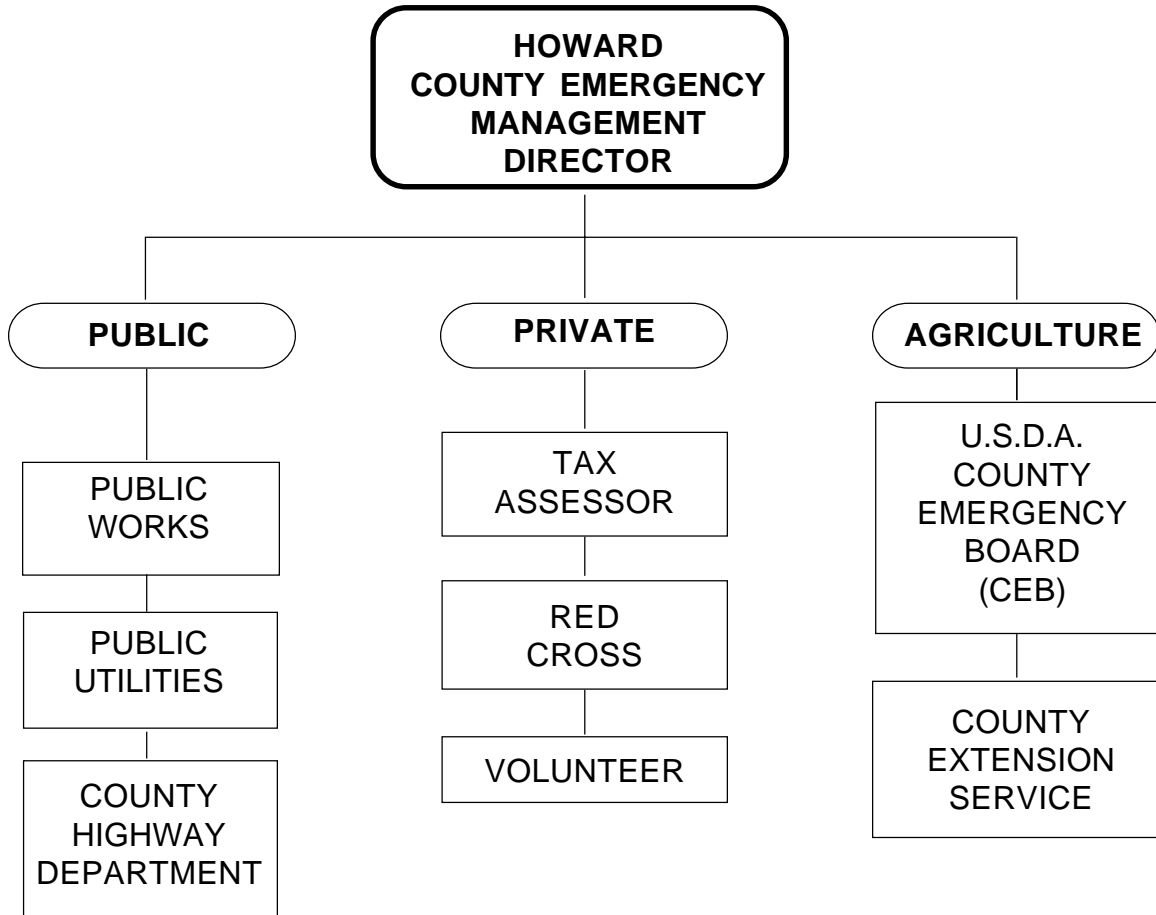 HOWARD
COUNTY EMERGENCY
MANAGEMENT
DIRECTOR
PUBLIC
PRIVATE
AGRICULTURE
PUBLIC
WORKS
PUBLIC
UTILITIES
COUNTY
HIGHWAY
DEPARTMENT
TAX
ASSESSOR
RED
CROSS
VOLUNTEER
U.S.D.A.
COUNTY
EMERGENCY
BOARD
(CEB)
COUNTY
EXTENSION
SERVICE